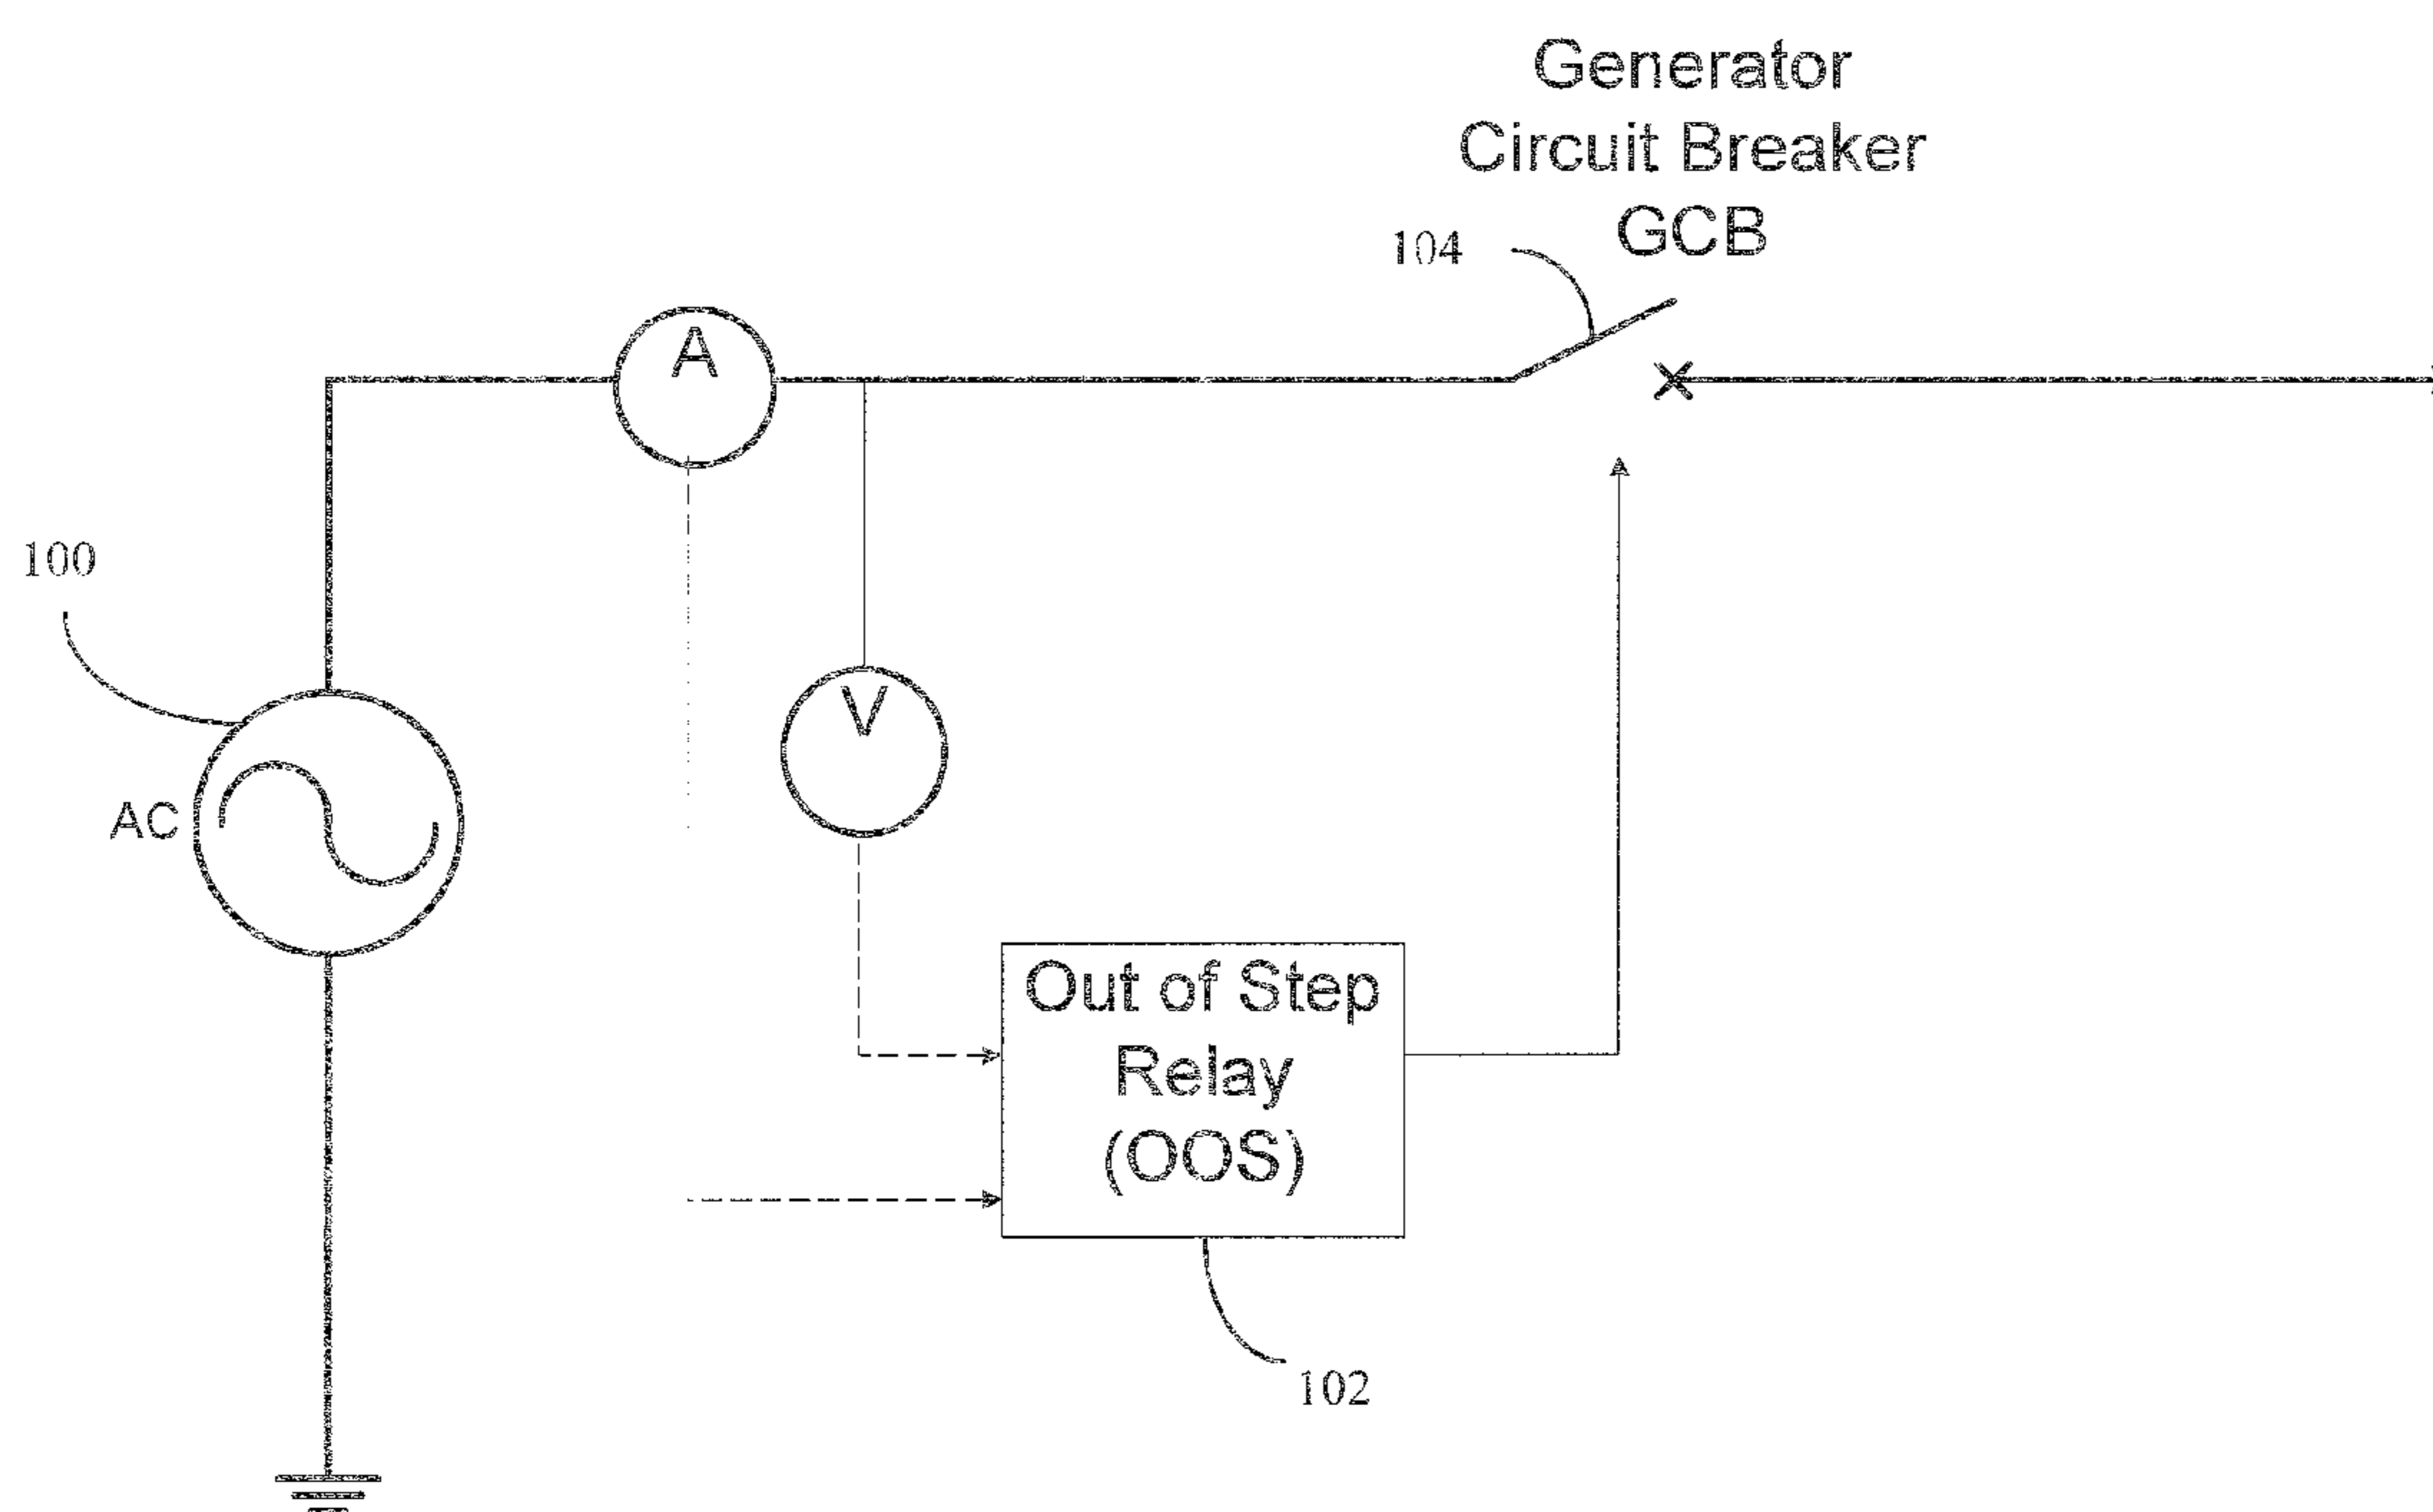 Generator
Circuit Breaker
GCB
104
A
100
V
AC
Out of Step
Relay
(OOS)
102